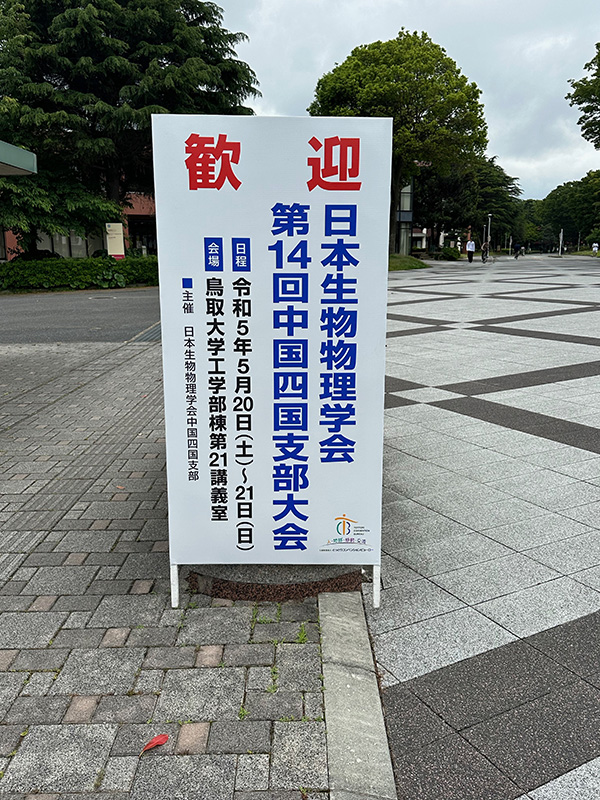 歓迎
日本生物物理学会
第14回中国四国支部大会
日程 令和5年5月20日(土)～21日(日)
会場 鳥取大学工学部棟第21講義室
■主催 日本生物物理学会中国四国支部